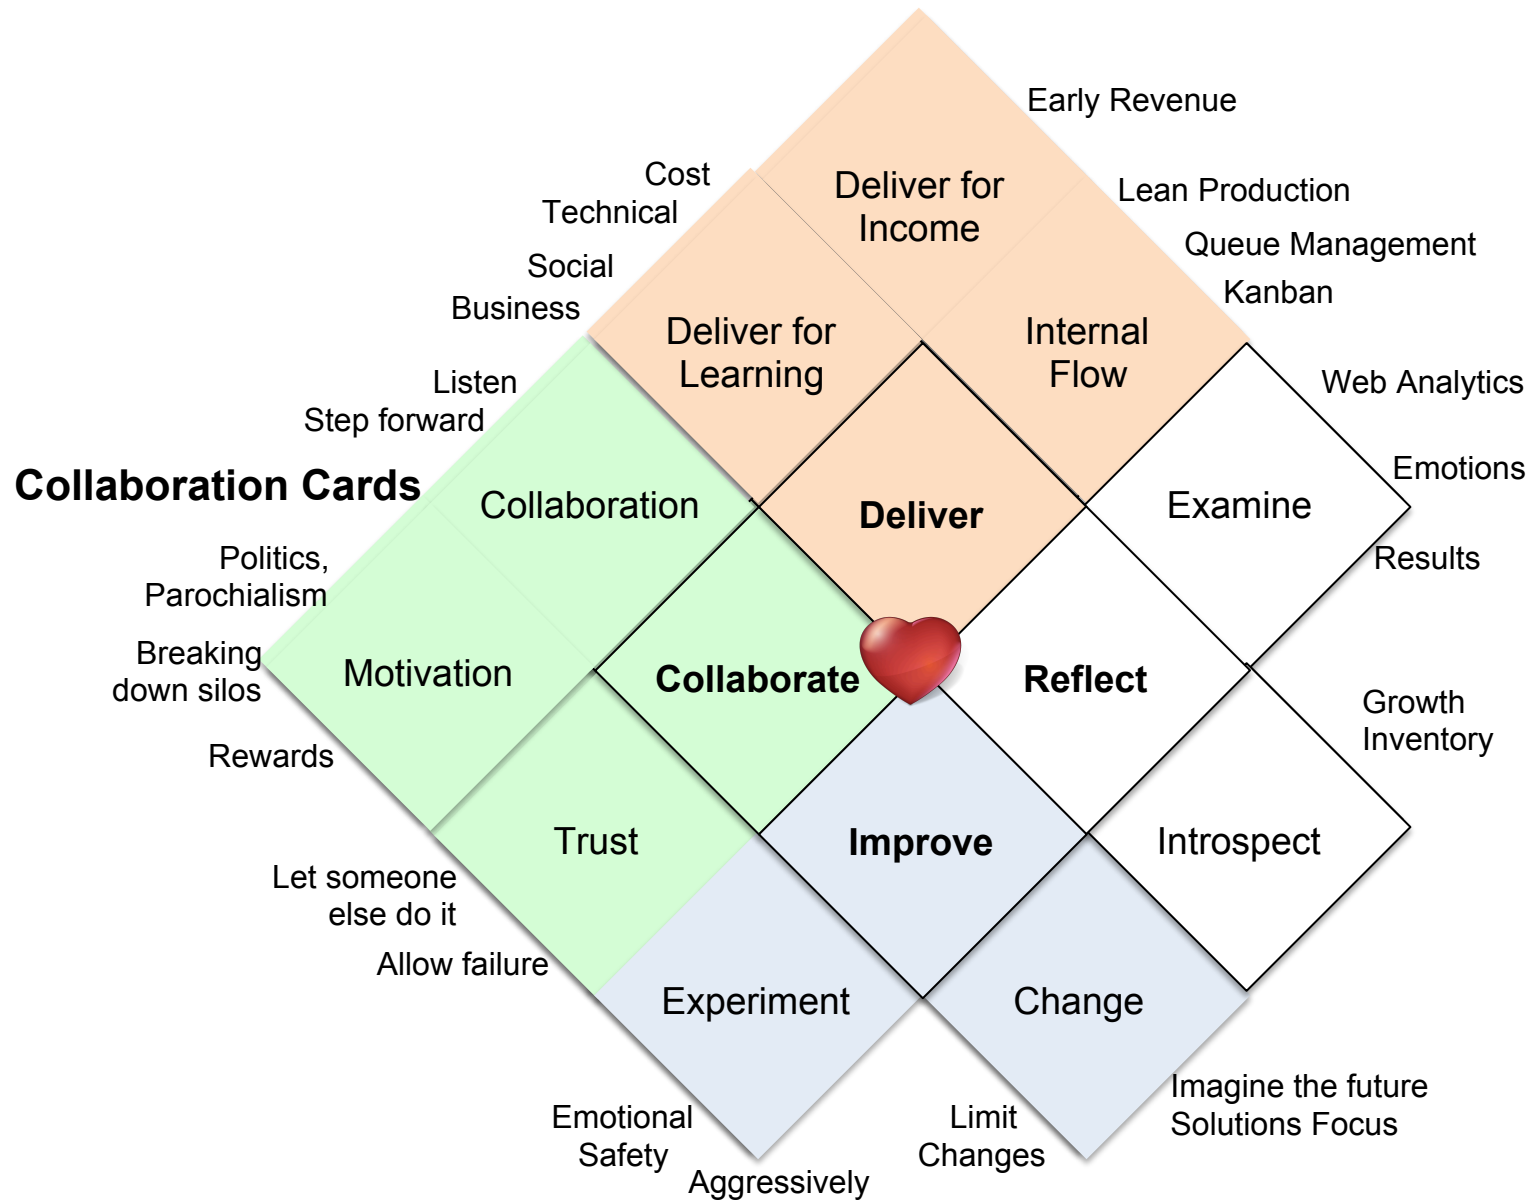 Early Revenue
Cost
Deliver for
Income
Lean Production
Technical
Queue Management
Social
Kanban
Business
Deliver for
Learning
Internal
Flow
Listen
Web Analytics
Step forward
Emotions
Collaboration Cards
Collaboration
Deliver
Examine
Politics,
Parochialism
Results
Breaking
down silos
Motivation
Collaborate
Reflect
Growth
Inventory
Rewards
Trust
Improve
Introspect
Let someone
else do it
Allow failure
Experiment
Change
Imagine the future
Solutions Focus
Emotional
Safety
Limit
Changes
Aggressively